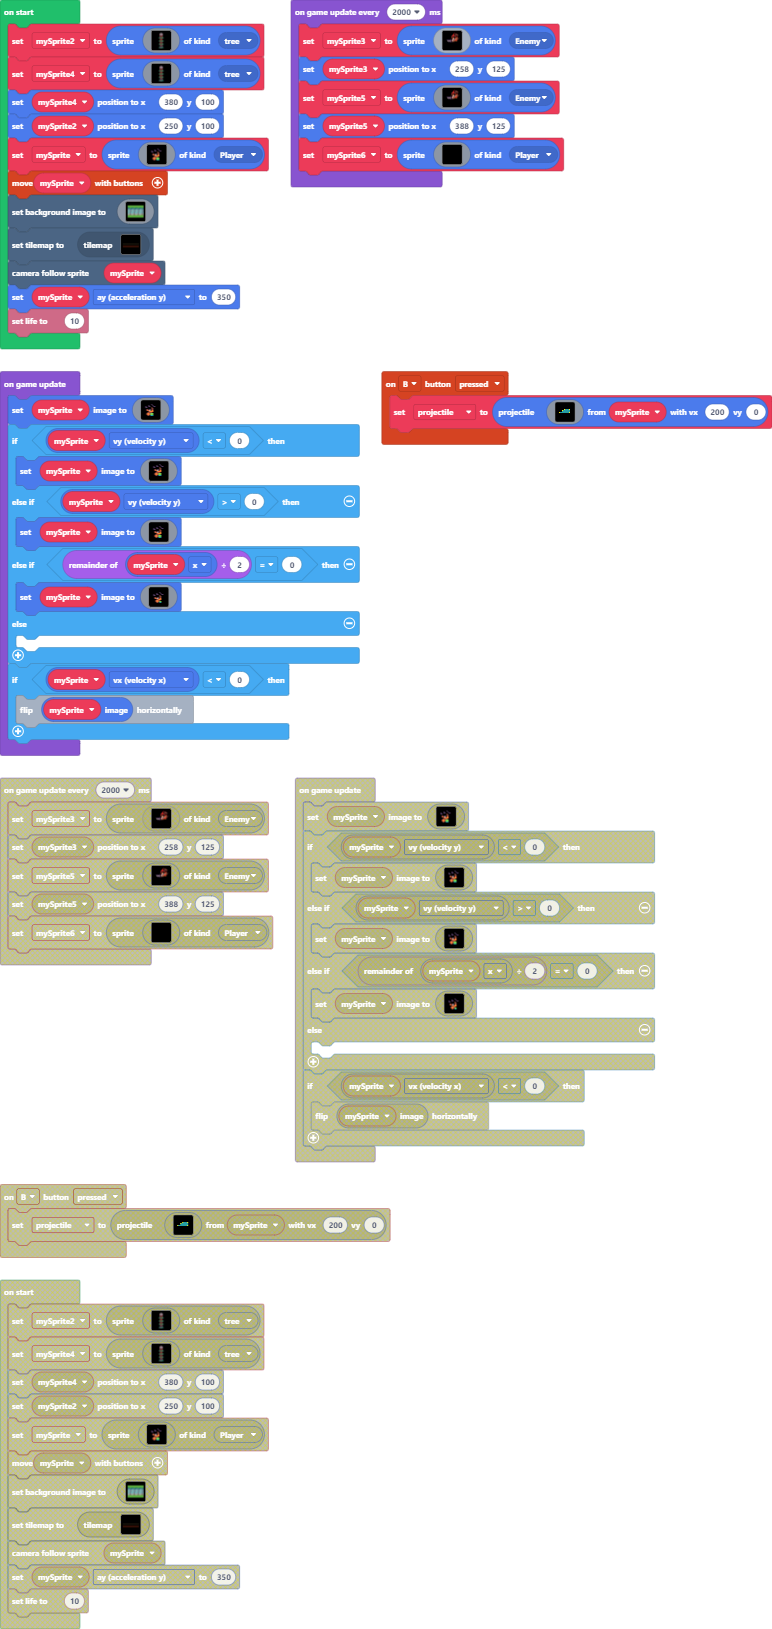 on start
set mySprite2 to sprite of kind tree
set mySprite4 to sprite of kind tree
set mySprite4 position to x 380 y 100
set mySprite2 position to x 250 y 100
set mySprite to sprite of kind Player
move mySprite with buttons
set background image to
set tilemap to tilemap
camera follow sprite mySprite
set mySprite ay (acceleration y) to 350
set life to 10
on game update every 2000 ms
set mySprite3 to sprite of kind Enemy
set mySprite3 position to x 258 y 125
set mySprite5 to sprite of kind Enemy
set mySprite5 position to x 388 y 125
set mySprite6 to sprite of kind Player
on game update
set mySprite image to
if mySprite vy (velocity y) < 0 then
set mySprite image to
else if mySprite vy (velocity y) > 0 then
set mySprite image to
else if remainder of mySprite x ÷ 2 = 0 then
set mySprite image to
else
if mySprite vx (velocity x) < 0 then
flip mySprite image horizontally
on B button pressed
set projectile to projectile from mySprite with vx 200 vy 0
on game update every 2000 ms
set mySprite3 to sprite of kind Enemy
set mySprite3 position to x 258 y 125
set mySprite5 to sprite of kind Enemy
set mySprite5 position to x 388 y 125
set mySprite6 to sprite of kind Player
on game update
set mySprite image to
if mySprite vy (velocity y) < 0 then
set mySprite image to
else if mySprite vy (velocity y) > 0 then
set mySprite image to
else if remainder of mySprite x ÷ 2 = 0 then
set mySprite image to
else
if mySprite vx (velocity x) < 0 then
flip mySprite image horizontally
on B button pressed
set projectile to projectile from mySprite with vx 200 vy 0
on start
set mySprite2 to sprite of kind tree
set mySprite4 to sprite of kind tree
set mySprite4 position to x 380 y 100
set mySprite2 position to x 250 y 100
set mySprite to sprite of kind Player
move mySprite with buttons
set background image to
set tilemap to tilemap
camera follow sprite mySprite
set mySprite ay (acceleration y) to 350
set life to 10